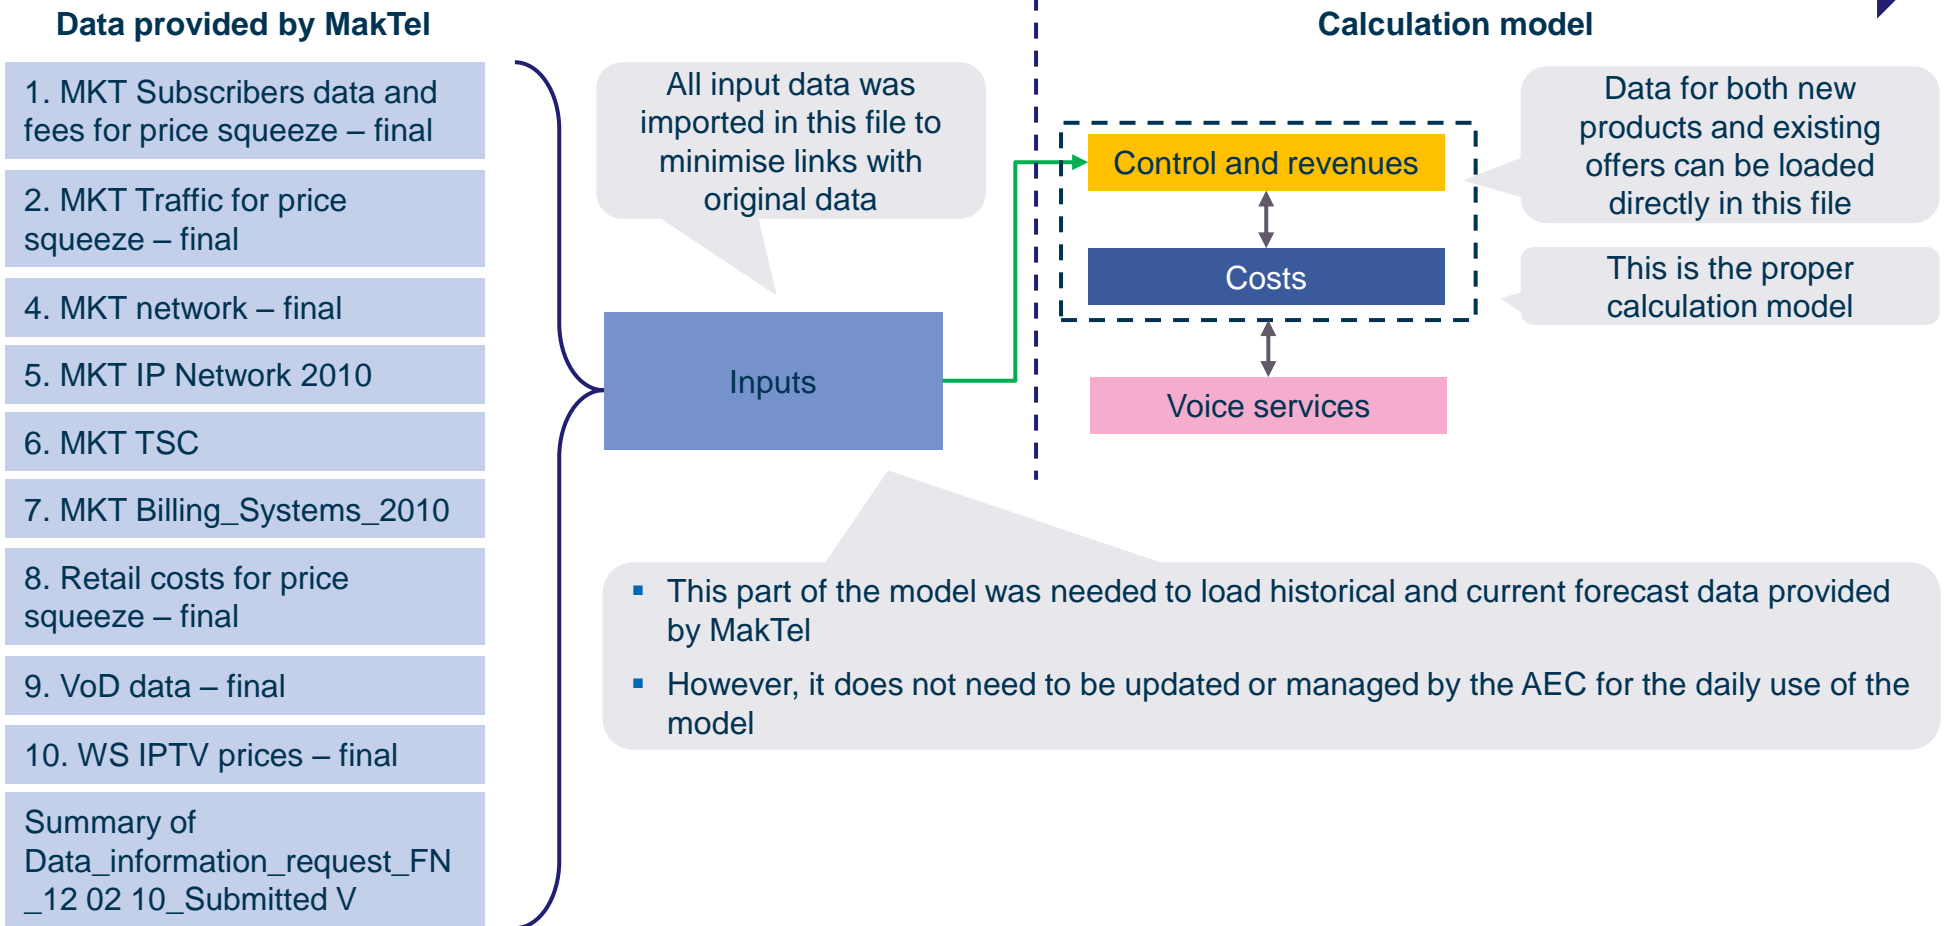 Data provided by MakTel
1. MKT Subscribers data and
fees for price squeeze – final
2. MKT Traffic for price
squeeze – final
4. MKT network – final
5. MKT IP Network 2010
6. MKT TSC
7. MKT Billing_Systems_2010
8. Retail costs for price
squeeze – final
9. VoD data – final
10. WS IPTV prices – final
Summary of
Data_information_request_FN
_12 02 10_Submitted V
All input data was
imported in this file to
minimise links with
original data
Inputs
Calculation model
Control and revenues
Costs
Voice services
Data for both new
products and existing
offers can be loaded
directly in this file
This is the proper
calculation model
▪ This part of the model was needed to load historical and current forecast data provided
by MakTel
▪ However, it does not need to be updated or managed by the AEC for the daily use of the
model